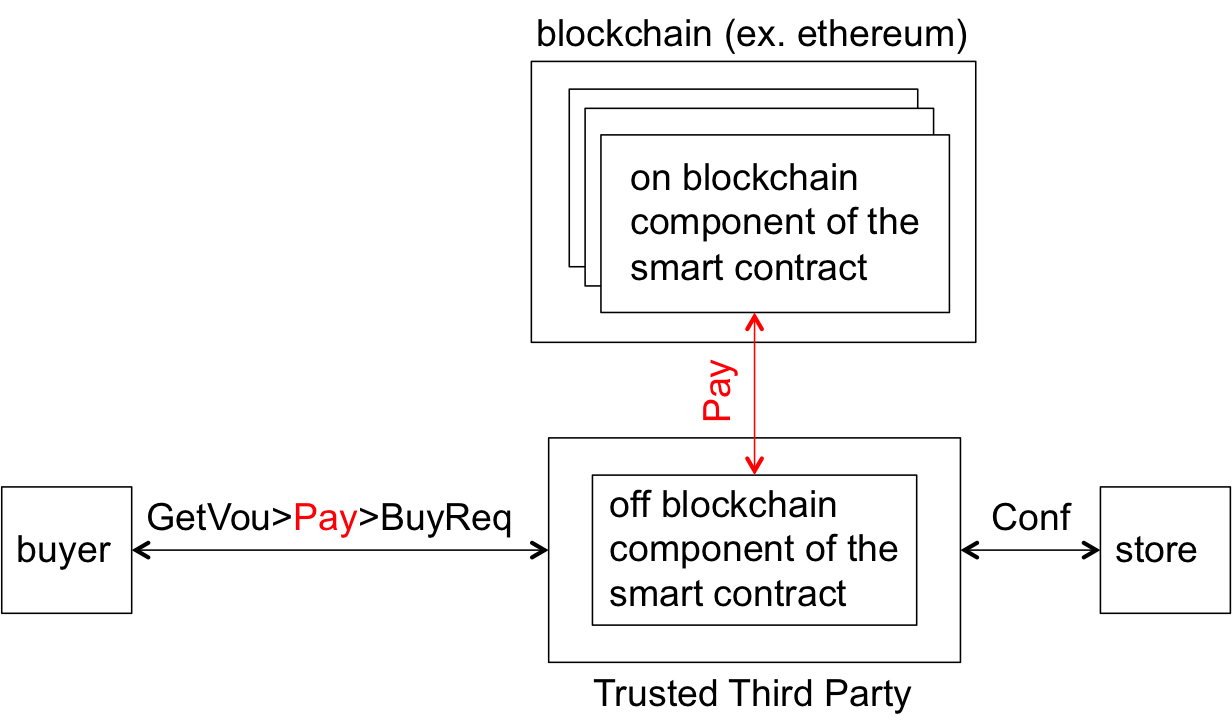 blockchain (ex. ethereum)
on blockchain
component of the
smart contract
Pay
GetVou>Pay>BuyReq
buyer
off blockchain
component of the
smart contract
Conf
store
Trusted Third Party